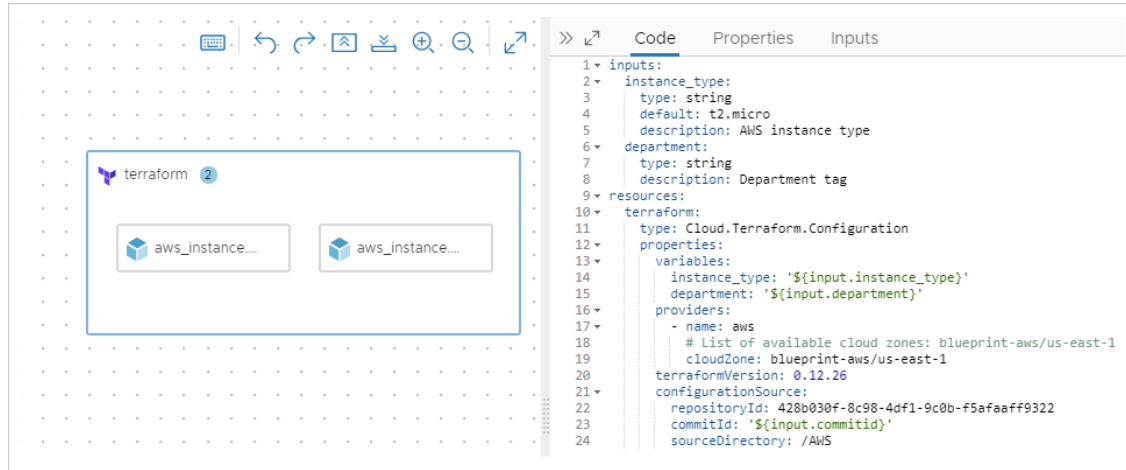 Code Properties Inputs
terraform 2
aws_instance.... aws_instance....
1 inputs:
2 instance_type:
3 type: string
4 default: t2.micro
5 description: AWS instance type
6 department:
7 type: string
8 description: Department tag
9 resources:
10 terraform:
11 type: Cloud.Terraform.Configuration
12 properties:
13 variables:
14 instance_type: '${input.instance_type}'
15 department: '${input.department}'
16 providers:
17 - name: aws
18 # List of available cloud zones: blueprint-aws/us-east-1
19 cloudZone: blueprint-aws/us-east-1
20 terraformVersion: 0.12.26
21 configurationSource:
22 repositoryId: 428b030f-8c98-4df1-9c0b-f5afaaff9322
23 commitId: '${input.commitid}'
24 sourceDirectory: /AWS